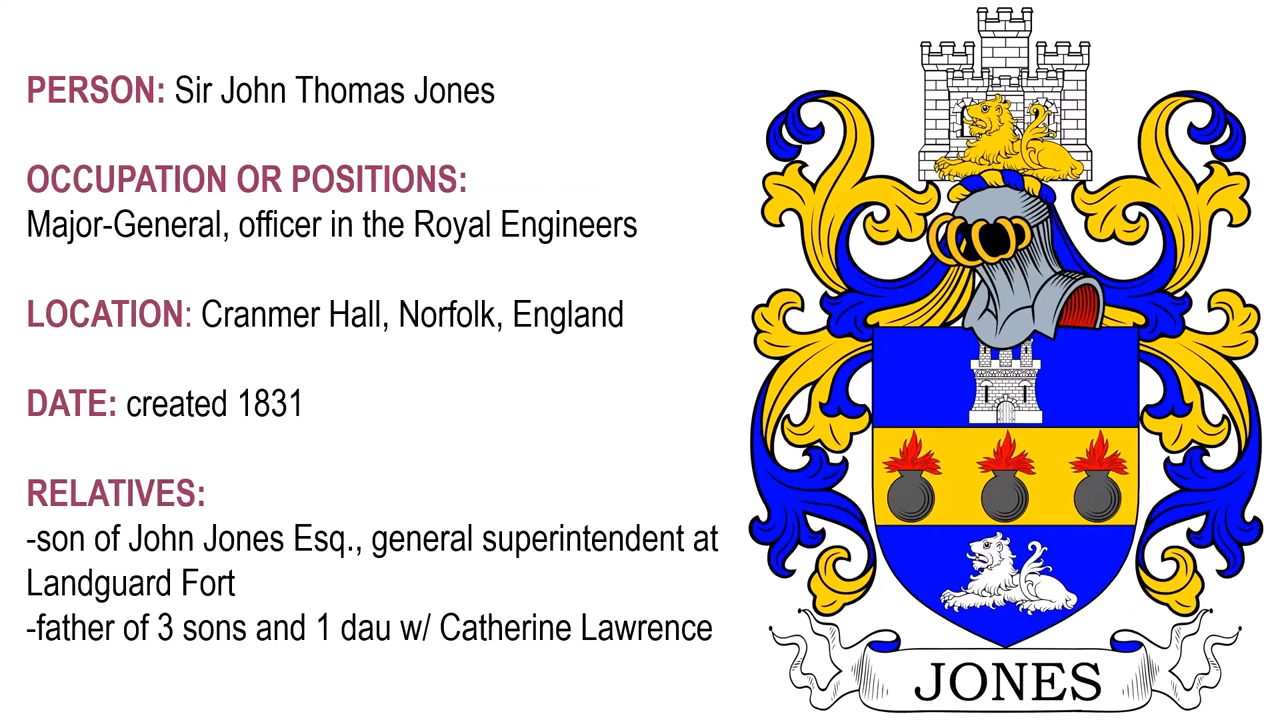 PERSON: Sir John Thomas Jones
OCCUPATION OR POSITIONS:
Major-General, officer in the Royal Engineers
LOCATION: Cranmer Hall, Norfolk, England
DATE: created 1831
RELATIVES:
-son of John Jones Esq., general superintendent at
Landguard Fort
-father of 3 sons and 1 dau w/ Catherine Lawrence
JONES